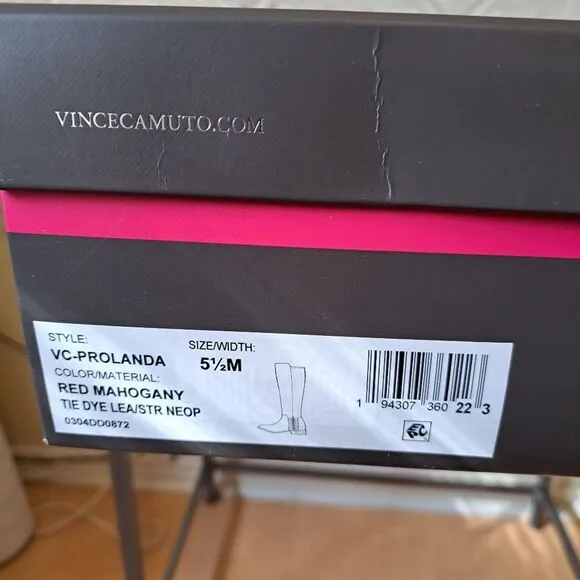 VINCECAMUTO.COM
STYLE:
VC-PROLANDA
SIZE/WIDTH:
5½M
COLOR/MATERIAL:
RED MAHOGANY
TIE DYE LEA/STR NEOP
0304DD0872
1 94307 360 22 3